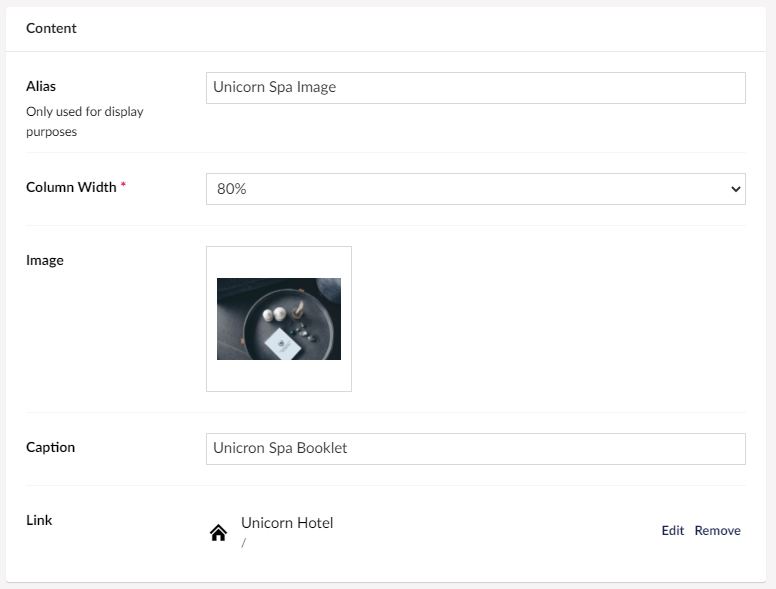 Content
Alias
Unicorn Spa Image
Only used for display
purposes
Column Width *
80%
Image
Caption
Unicron Spa Booklet
Link
Unicorn Hotel
/
Edit Remove